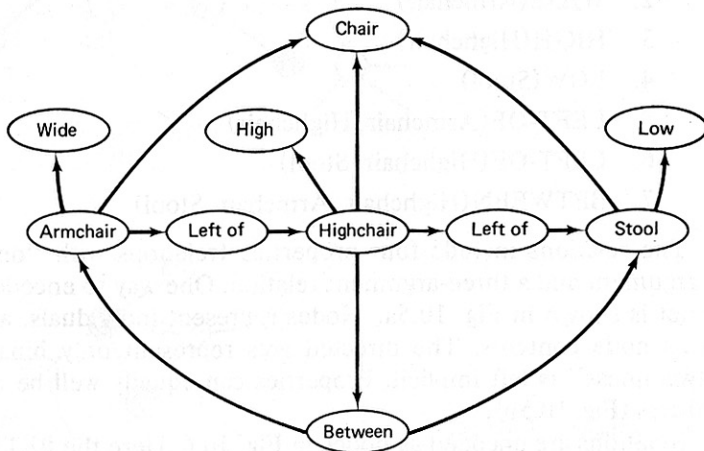 Chair
Wide
High
Low
Armchair
Left of
Highchair
Left of
Stool
Between